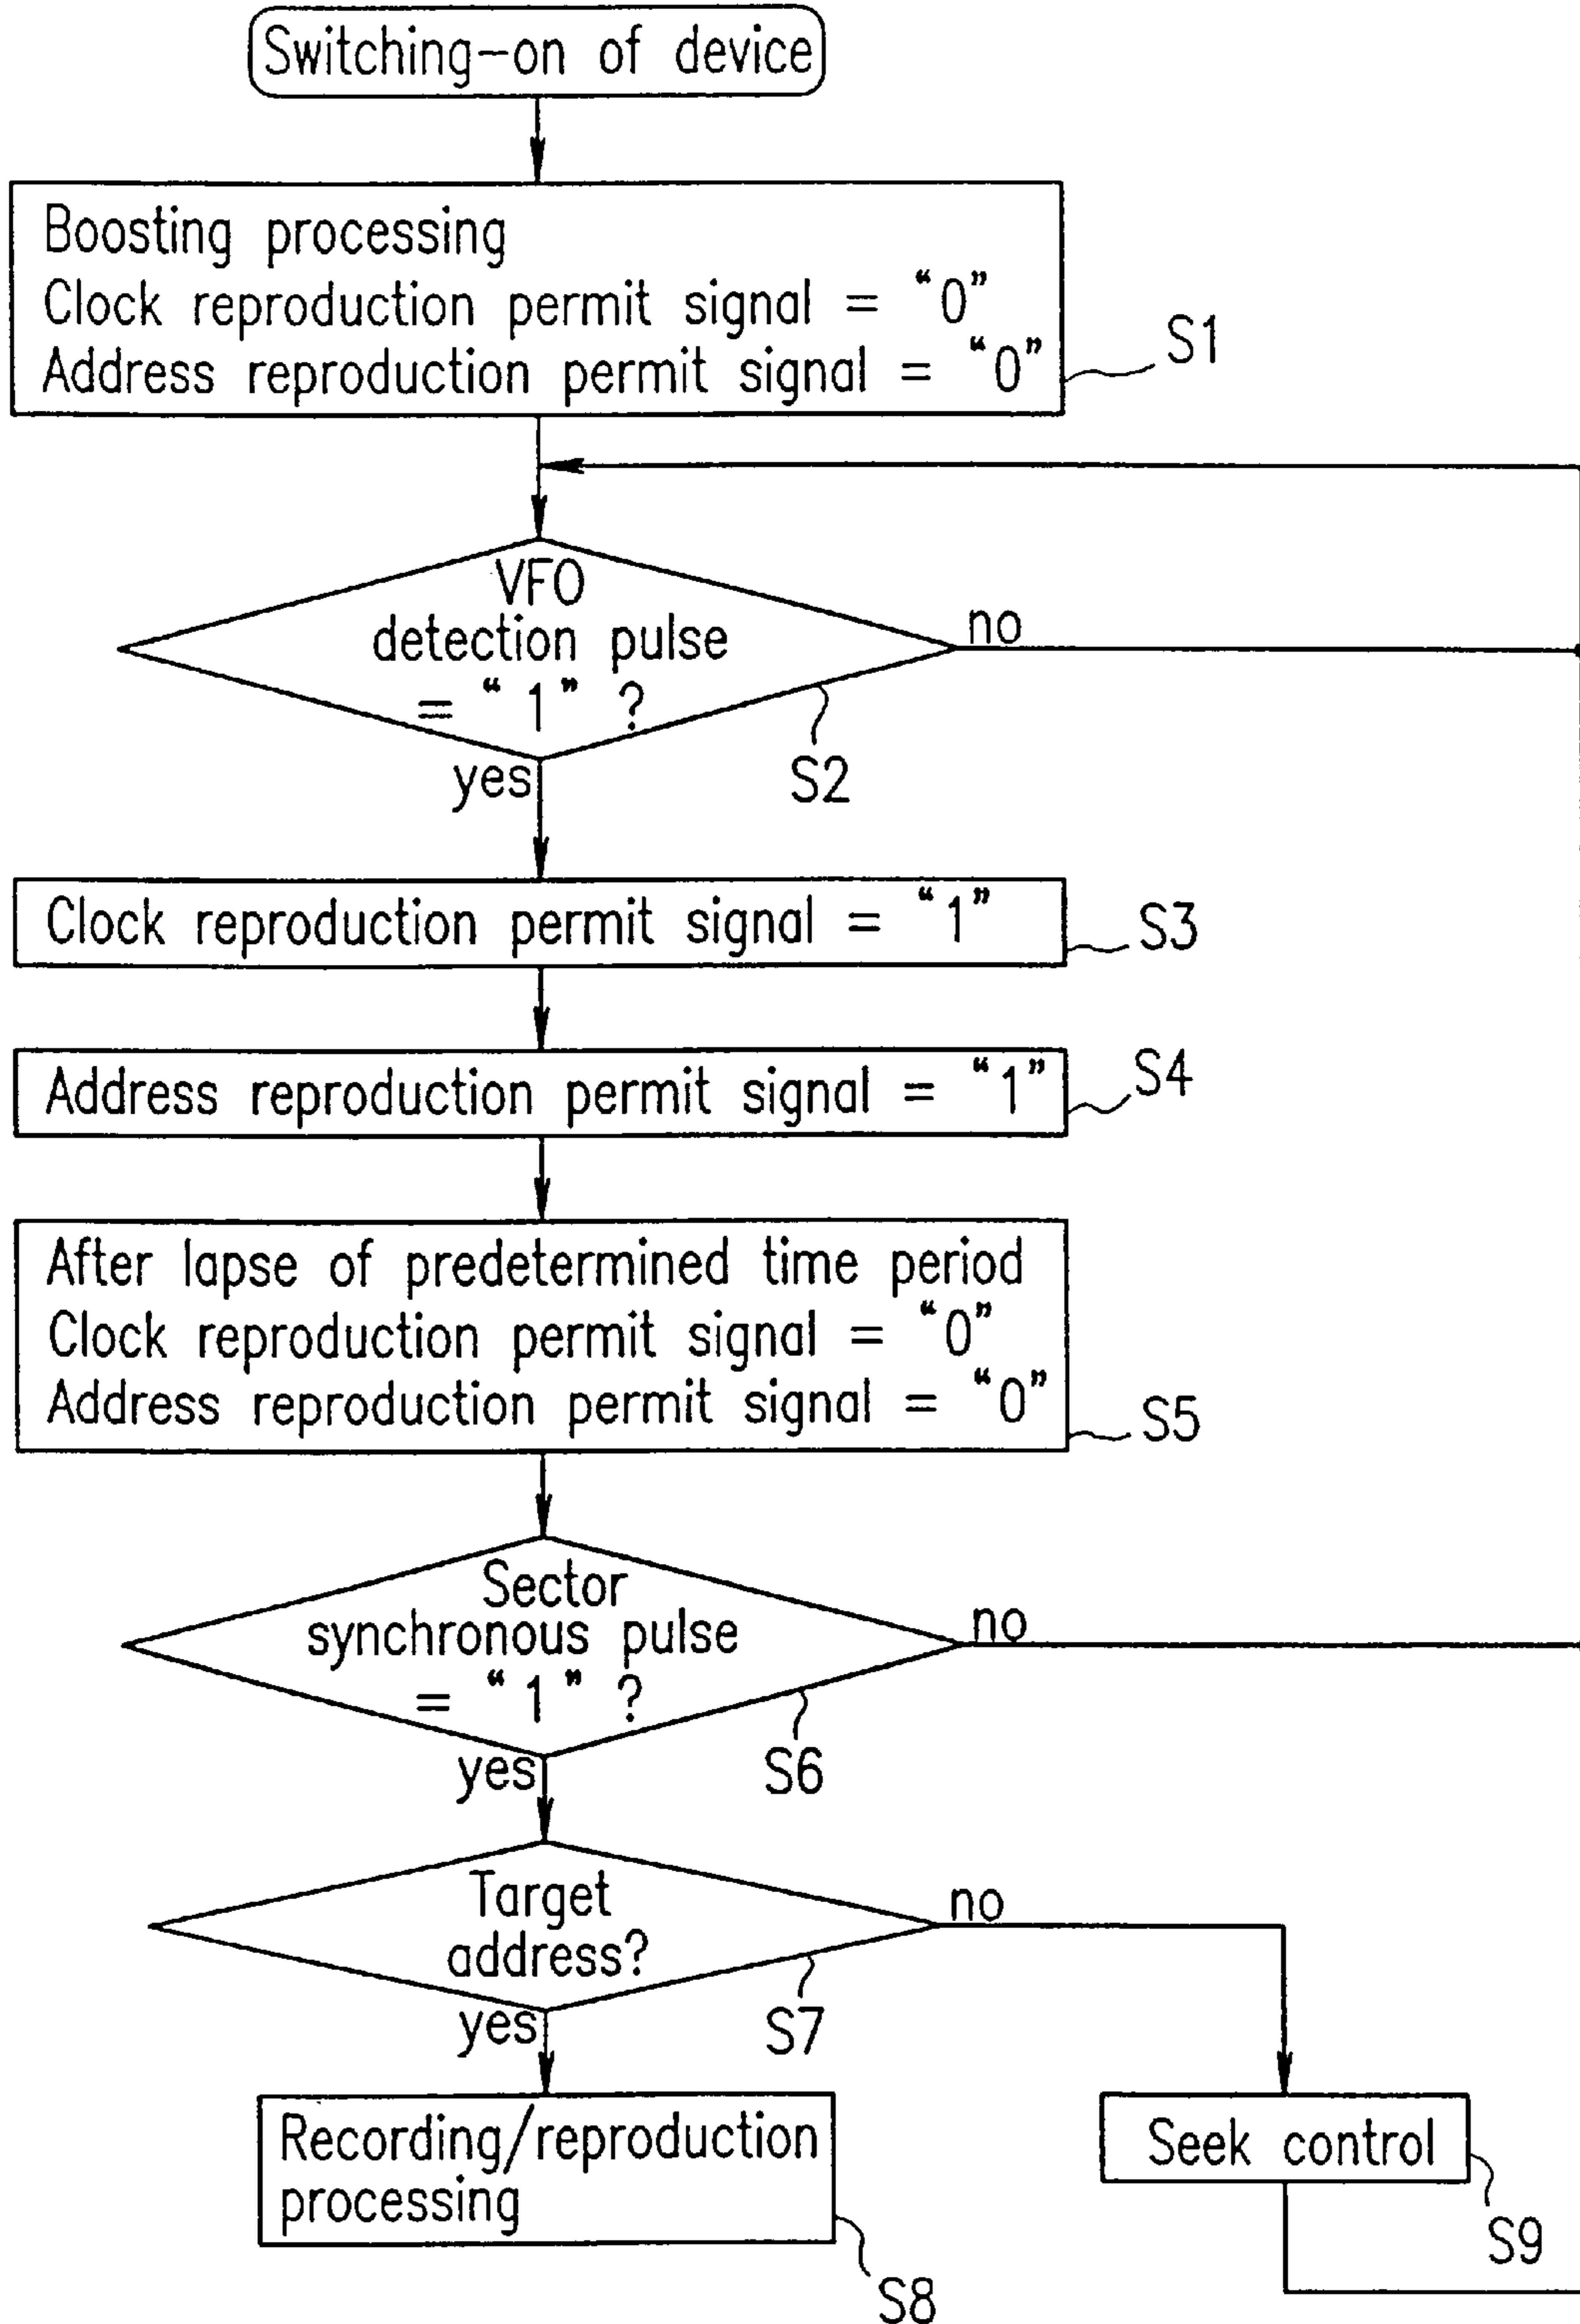 Switching-on of device
Boosting processing
Clock reproduction permit signal = “0”
Address reproduction permit signal = “0”
S1
VFO
detection pulse
= “1” ?
no
yes
S2
Clock reproduction permit signal = “1”
S3
Address reproduction permit signal = “1”
S4
After lapse of predetermined time period
Clock reproduction permit signal = “0”
Address reproduction permit signal = “0”
S5
Sector
synchronous pulse
= “1” ?
no
yes
S6
Target
address?
no
yes
S7
Recording/reproduction
processing
S8
Seek control
S9